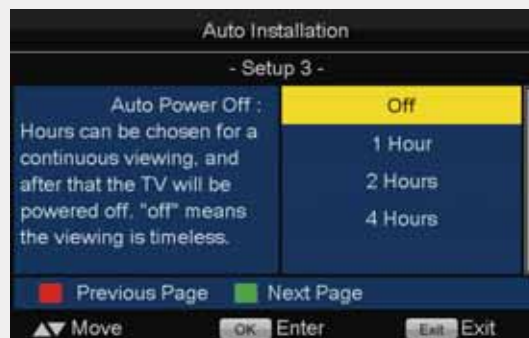 Auto Installation
- Setup 3 -
Auto Power Off :
Hours can be chosen for a
continuous viewing, and
after that the TV will be
powered off. "off" means
the viewing is timeless.
Off
1 Hour
2 Hours
4 Hours
Previous Page Next Page
Move OK Enter Exit Exit